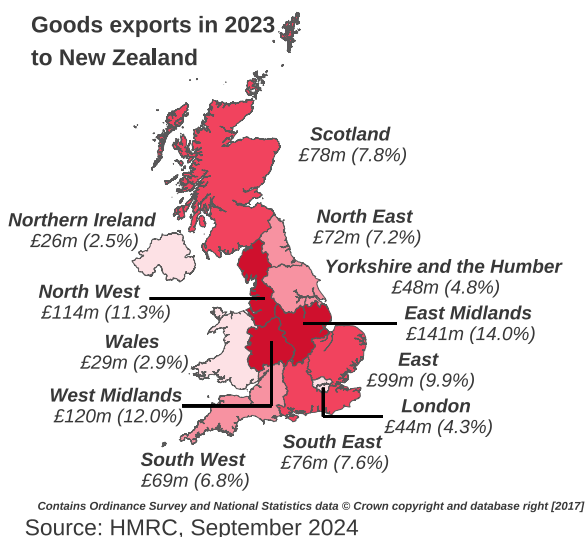 Goods exports in 2023
to New Zealand
Scotland
£78m (7.8%)
Northern Ireland
£26m (2.5%)
North East
£72m (7.2%)
Yorkshire and the Humber
£48m (4.8%)
North West
£114m (11.3%)
East Midlands
£141m (14.0%)
Wales
£29m (2.9%)
East
£99m (9.9%)
West Midlands
£120m (12.0%)
London
£44m (4.3%)
South East
£76m (7.6%)
South West
£69m (6.8%)
Contains Ordinance Survey and National Statistics data © Crown copyright and database right [2017]
Source: HMRC, September 2024